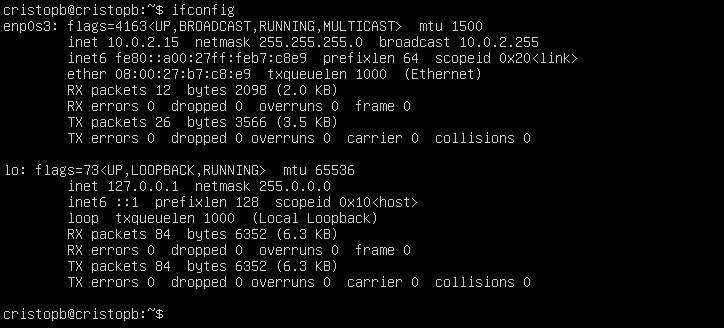 cristopb@cristopb:~$ ifconfig
enp0s3: flags=4163<UP,BROADCAST,RUNNING,MULTICAST>  mtu 1500
        inet 10.0.2.15  netmask 255.255.255.0  broadcast 10.0.2.255
        inet6 fe80::a00:27ff:feb7:c8e9  prefixlen 64  scopeid 0x20<link>
        ether 08:00:27:b7:c8:e9  txqueuelen 1000  (Ethernet)
        RX packets 12  bytes 2098 (2.0 KB)
        RX errors 0  dropped 0  overruns 0  frame 0
        TX packets 26  bytes 3566 (3.5 KB)
        TX errors 0  dropped 0 overruns 0  carrier 0  collisions 0

lo: flags=73<UP,LOOPBACK,RUNNING>  mtu 65536
        inet 127.0.0.1  netmask 255.0.0.0
        inet6 ::1  prefixlen 128  scopeid 0x10<host>
        loop  txqueuelen 1000  (Local Loopback)
        RX packets 84  bytes 6352 (6.3 KB)
        RX errors 0  dropped 0  overruns 0  frame 0
        TX packets 84  bytes 6352 (6.3 KB)
        TX errors 0  dropped 0 overruns 0  carrier 0  collisions 0

cristopb@cristopb:~$